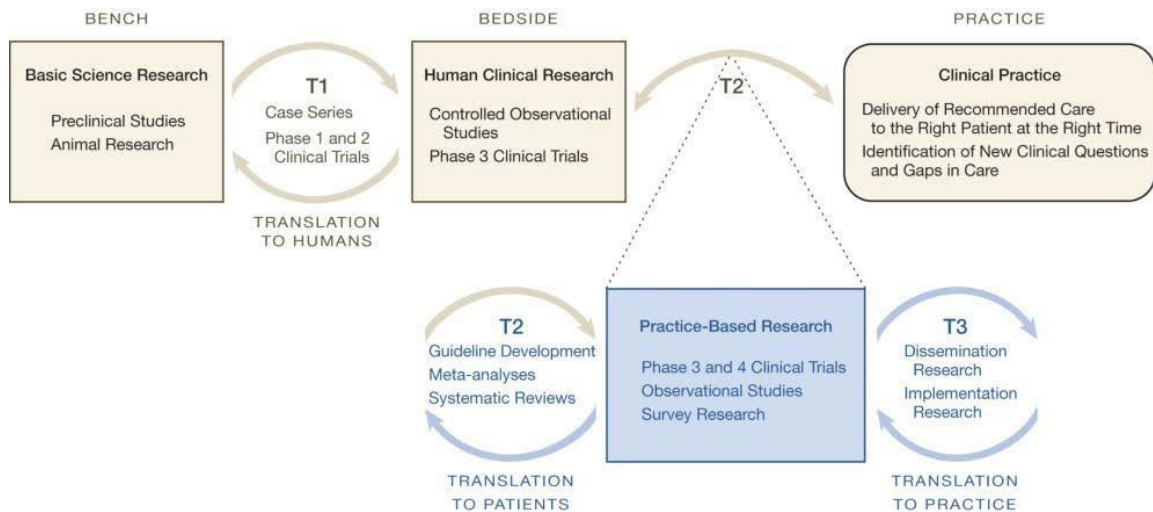 BENCH
BEDSIDE
PRACTICE
Basic Science Research
Preclinical Studies
Animal Research
T1
Case Series
Phase 1 and 2
Clinical Trials
TRANSLATION
TO HUMANS
Human Clinical Research
Controlled Observational
Studies
Phase 3 Clinical Trials
T2
Clinical Practice
Delivery of Recommended Care
to the Right Patient at the Right Time
Identification of New Clinical Questions
and Gaps in Care
T2
Guideline Development
Meta-analyses
Systematic Reviews
TRANSLATION
TO PATIENTS
Practice-Based Research
Phase 3 and 4 Clinical Trials
Observational Studies
Survey Research
T3
Dissemination
Research
Implementation
Research
TRANSLATION
TO PRACTICE